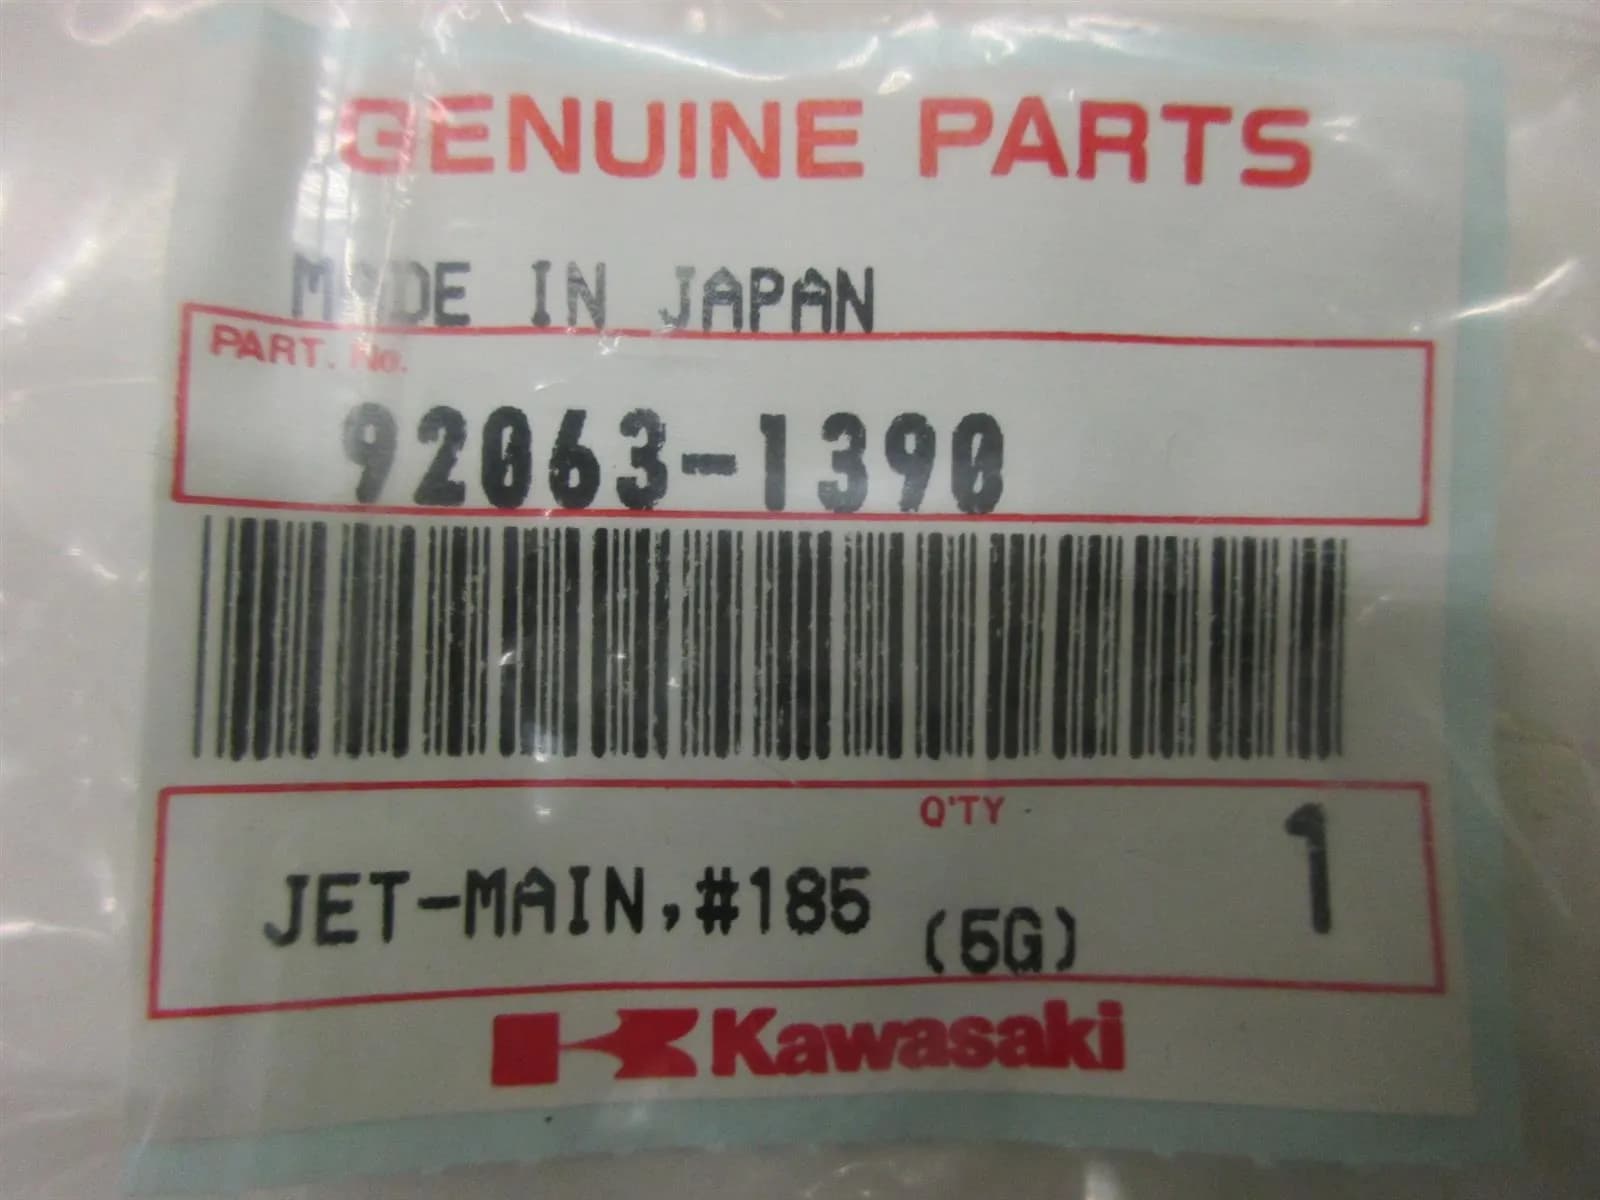 GENUINE PARTS
MADE IN JAPAN
PART. No.
92063-1390
Q'TY
1
JET-MAIN,#185 (5G)
Kawasaki